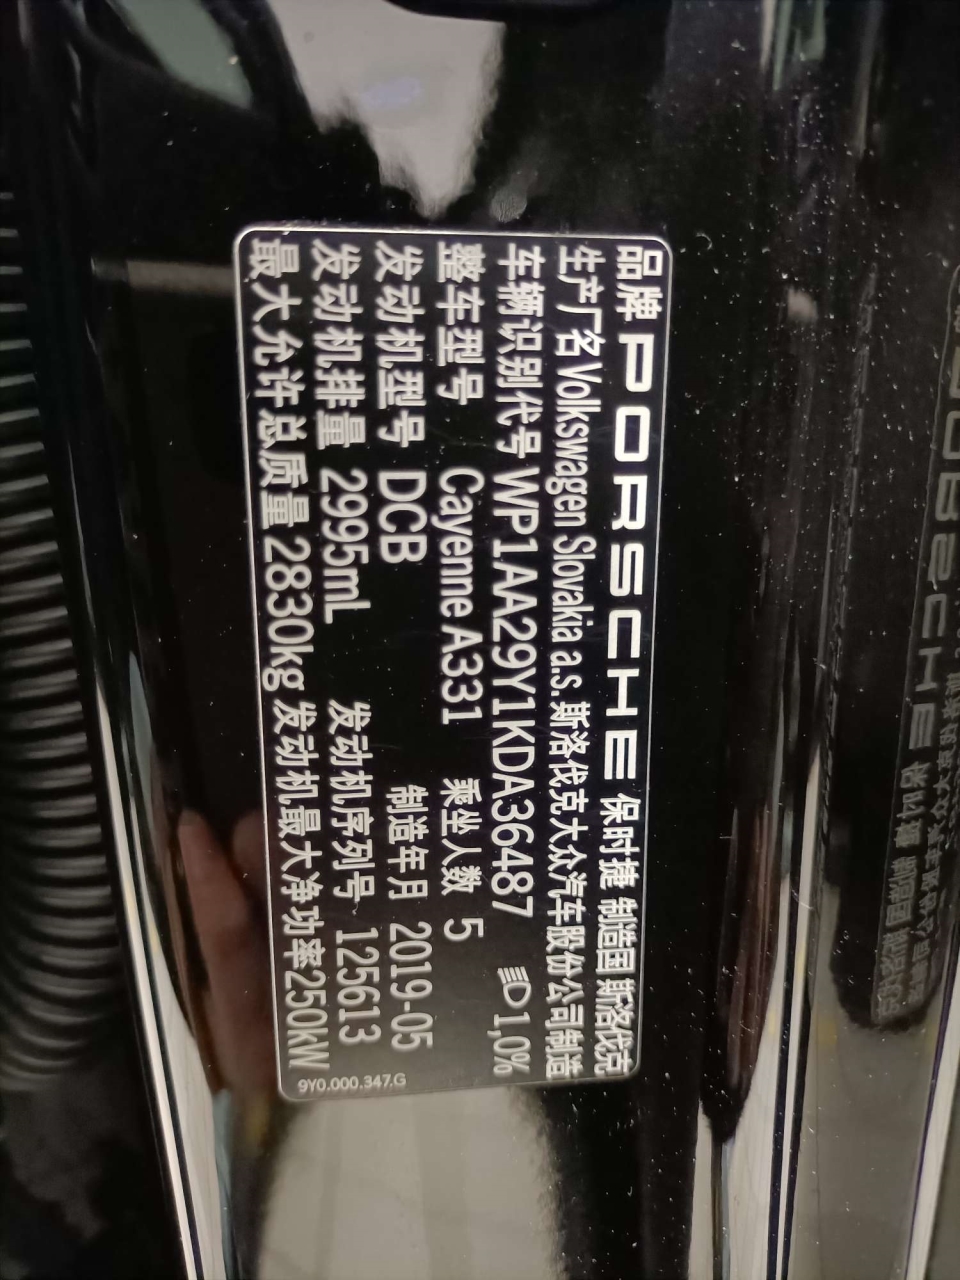 品牌 PORSCHE 保时捷 制造国 斯洛伐克
生产厂名 Volkswagen Slovakia a.s. 斯洛伐克大众汽车股份公司制造
车辆识别代号 WP1AA29Y1KDA36487 1,0%
整车型号 Cayenne A331 乘坐人数 5
发动机型号 DCB 制造年月 2019-05
发动机排量 2995mL 发动机序列号 125613
最大允许总质量 2830kg 发动机最大净功率250kW
9Y0.000.347.G